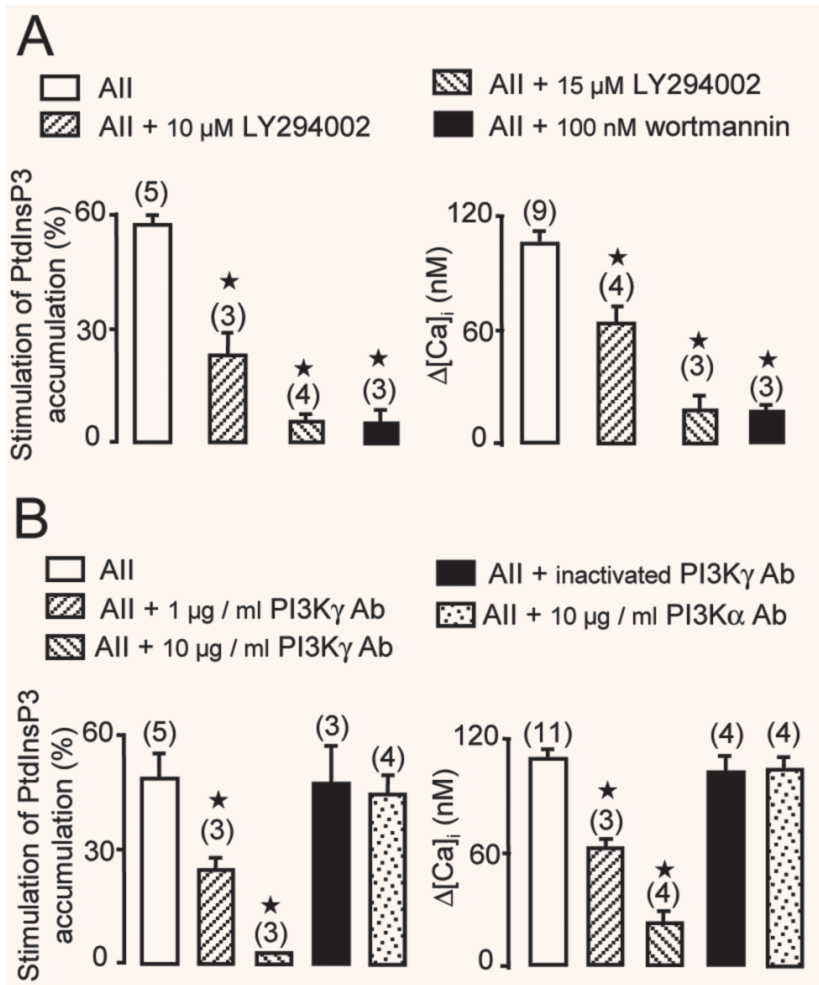 A
AII
AII + 10 µM LY294002
AII + 15 µM LY294002
AII + 100 nM wortmannin
Stimulation of PtdInsP3
accumulation (%)
60
30
0
(5)
★
(3)
★
(4)
★
(3)
Δ[Ca]i (nM)
120
60
0
(9)
★
(4)
★
(3)
★
(3)
B
AII
AII + 1 µg / ml PI3Kγ Ab
AII + 10 µg / ml PI3Kγ Ab
AII + inactivated PI3Kγ Ab
AII + 10 µg / ml PI3Kα Ab
Stimulation of PtdInsP3
accumulation (%)
60
30
0
(5)
★
(3)
★
(3)
(3)
(4)
Δ[Ca]i (nM)
120
60
0
(11)
★
(3)
★
(4)
(4)
(4)